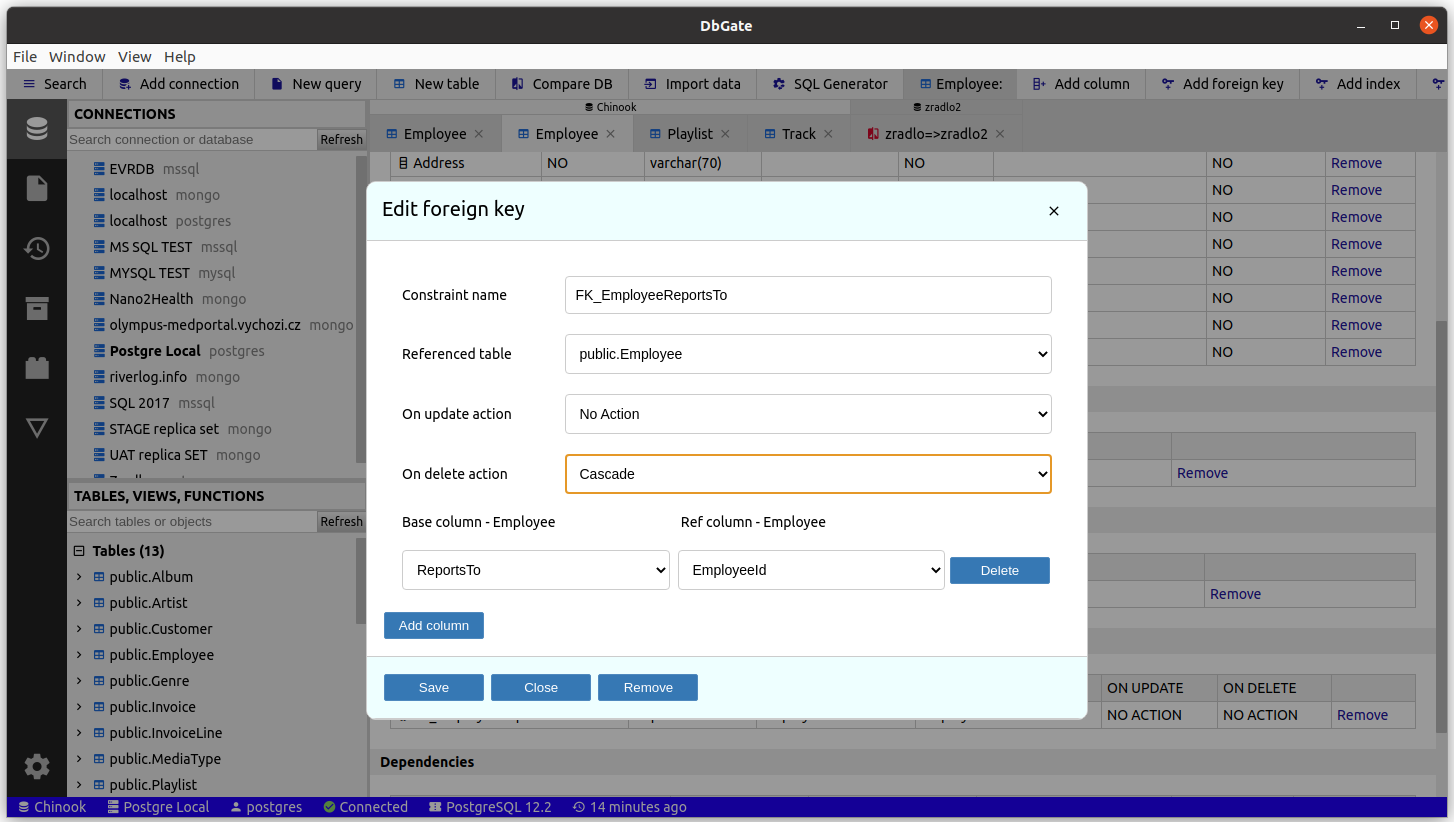 DbGate
File Window View Help
Search Add connection New query New table Compare DB Import data SQL Generator Employee: Add column Add foreign key Add index
CONNECTIONS
Chinook zradlo2
Search connection or database Refresh
Employee Employee Playlist Track zradlo=>zradlo2
EVRDB mssql
localhost mongo
localhost postgres
MS SQL TEST mssql
MYSQL TEST mysql
Nano2Health mongo
olympus-medportal.vychozi.cz mongo
Postgre Local postgres
riverlog.info mongo
SQL 2017 mssql
STAGE replica set mongo
UAT replica SET mongo
TABLES, VIEWS, FUNCTIONS
Search tables or objects Refresh
Tables (13)
public.Album
public.Artist
public.Customer
public.Employee
public.Genre
public.Invoice
public.InvoiceLine
public.MediaType
public.Playlist
Address NO varchar(70) NO NO Remove
NO Remove
NO Remove
NO Remove
NO Remove
NO Remove
NO Remove
NO Remove
Remove
Remove
ON UPDATE ON DELETE
NO ACTION NO ACTION Remove
Dependencies
Edit foreign key
Constraint name FK_EmployeeReportsTo
Referenced table public.Employee
On update action No Action
On delete action Cascade
Base column - Employee Ref column - Employee
ReportsTo EmployeeId Delete
Add column
Save Close Remove
Chinook Postgre Local postgres Connected PostgreSQL 12.2 14 minutes ago